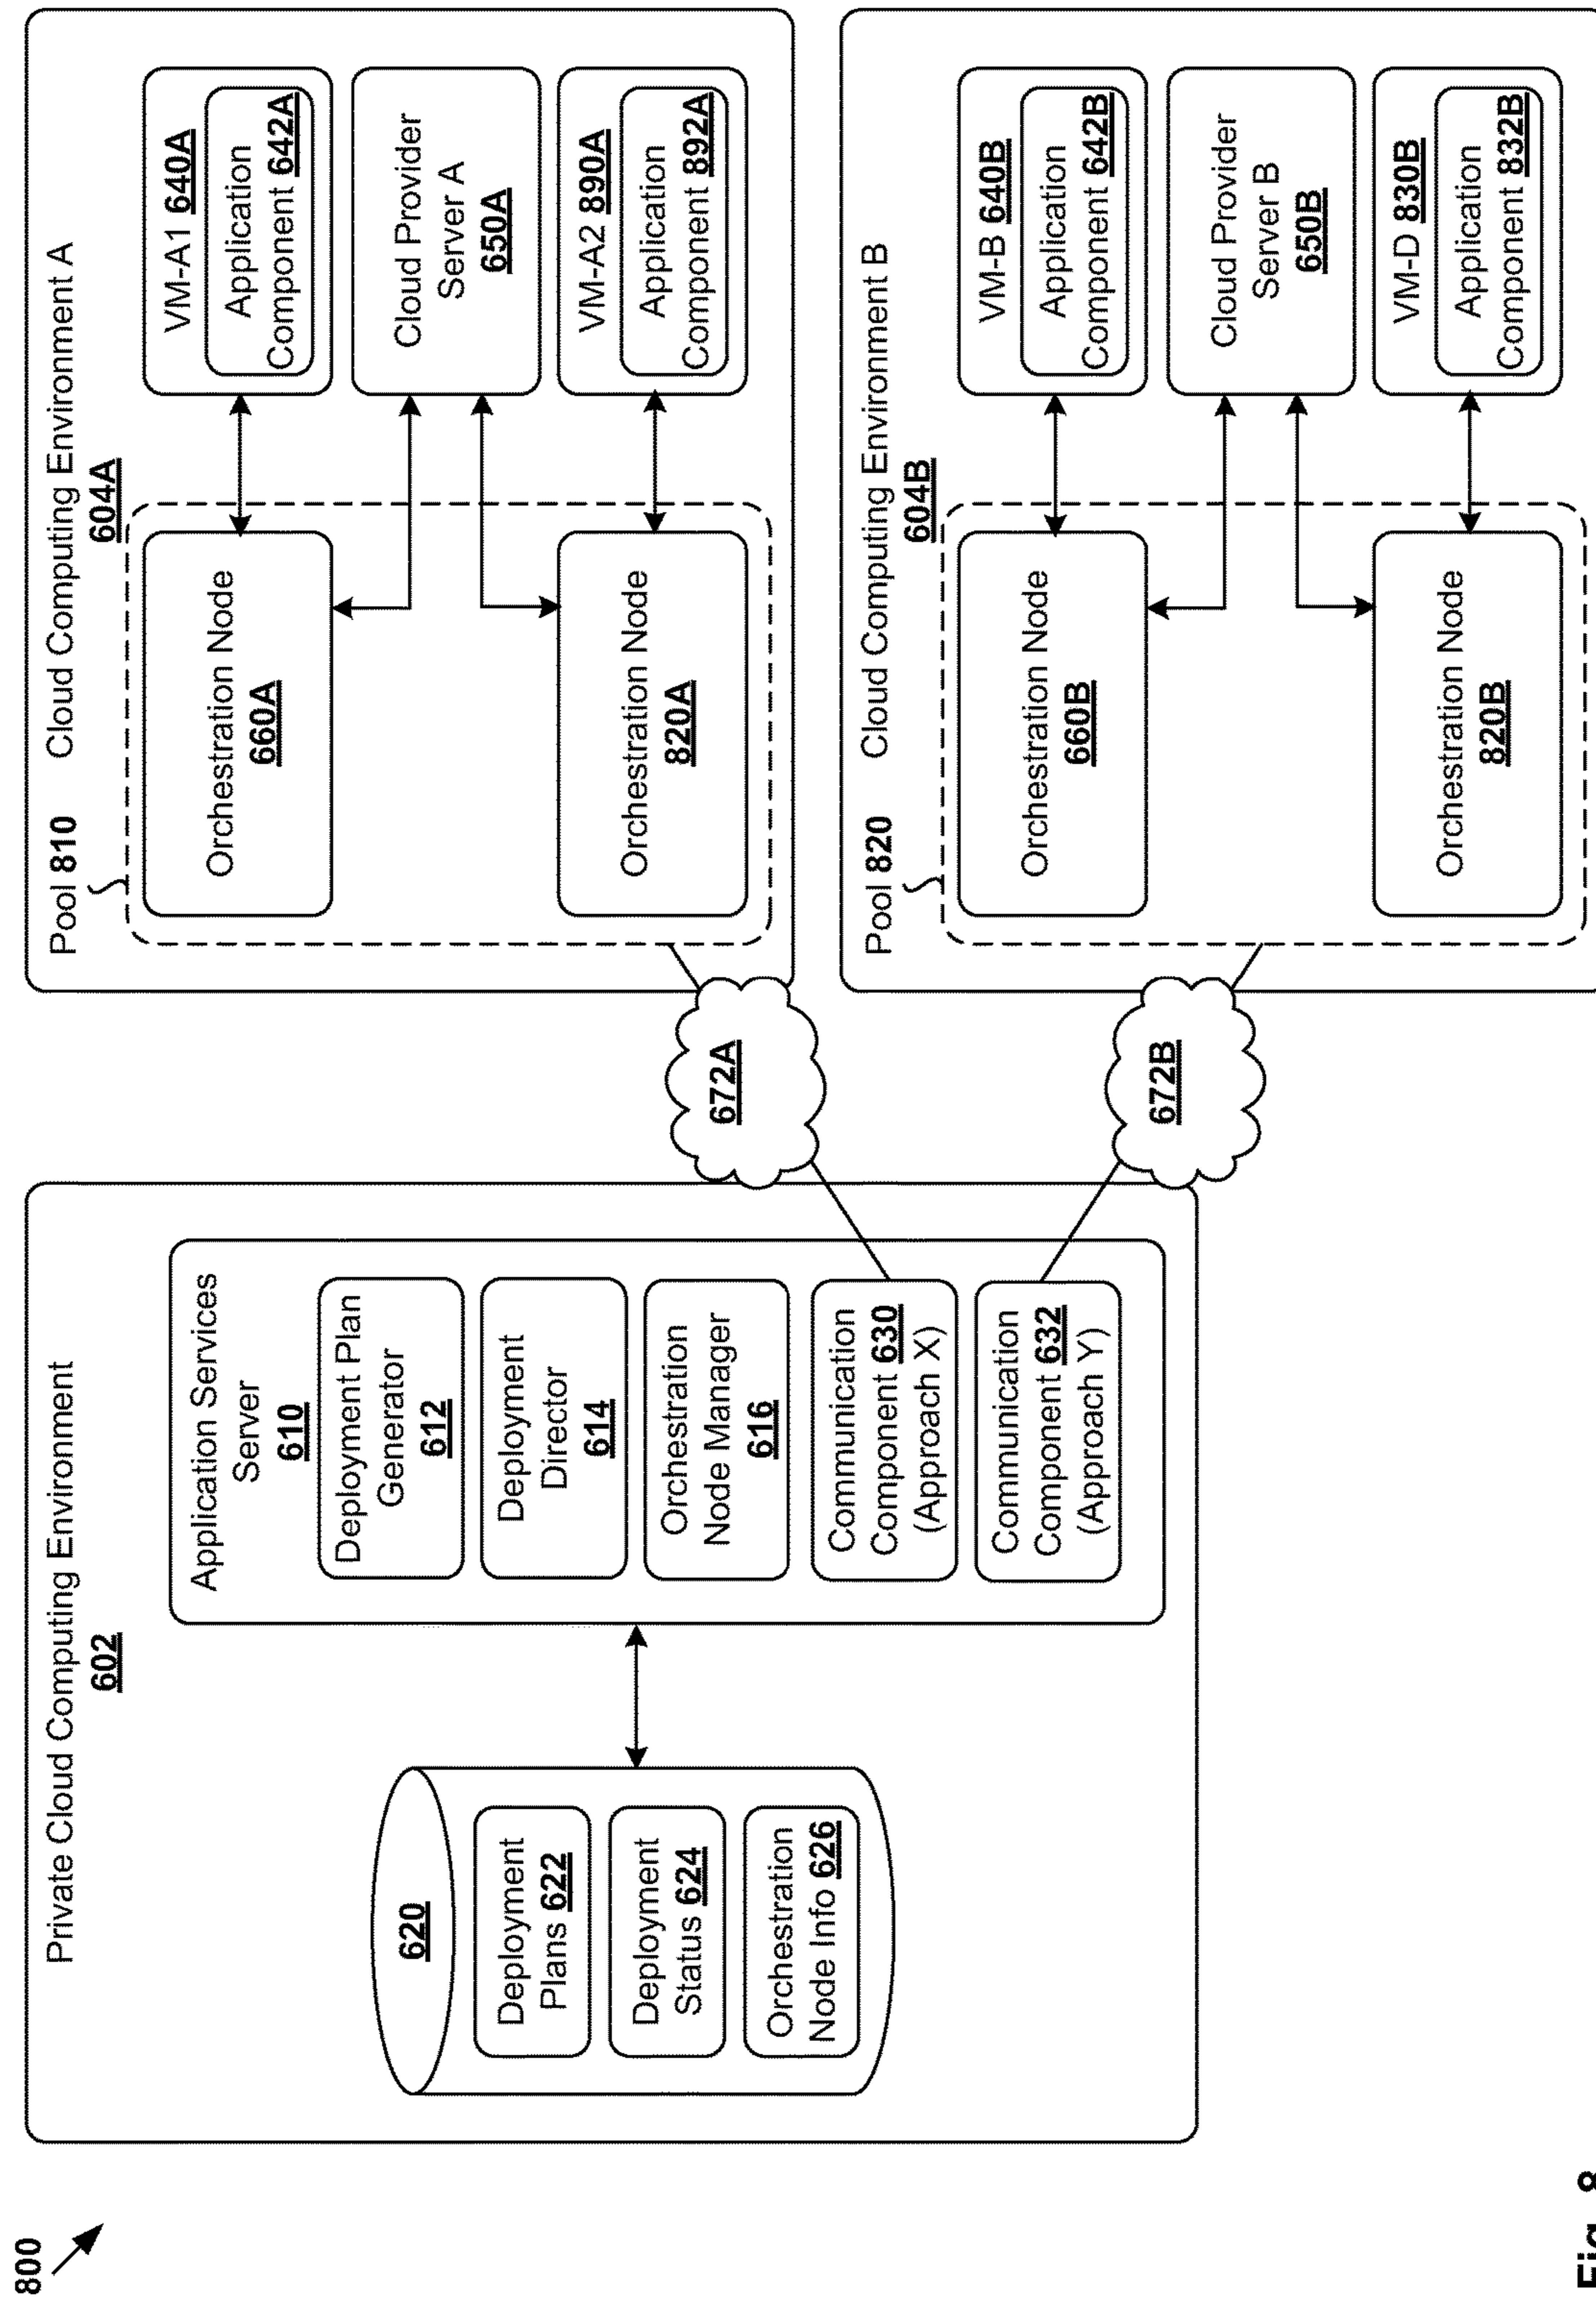 800
Private Cloud Computing Environment
602
620
Deployment
Plans 622
Deployment
Status 624
Orchestration
Node Info 626
Application Services
Server
610
Deployment Plan
Generator
612
Deployment
Director
614
Orchestration
Node Manager
616
Communication
Component 630
(Approach X)
Communication
Component 632
(Approach Y)
672A
672B
Pool 810
Cloud Computing Environment A
604A
Orchestration Node
660A
Orchestration Node
820A
VM-A1 640A
Application
Component 642A
Cloud Provider
Server A
650A
VM-A2 890A
Application
Component 892A
Pool 820
Cloud Computing Environment B
604B
Orchestration Node
660B
Orchestration Node
820B
VM-B 640B
Application
Component 642B
Cloud Provider
Server B
650B
VM-D 830B
Application
Component 832B
Fig. 8